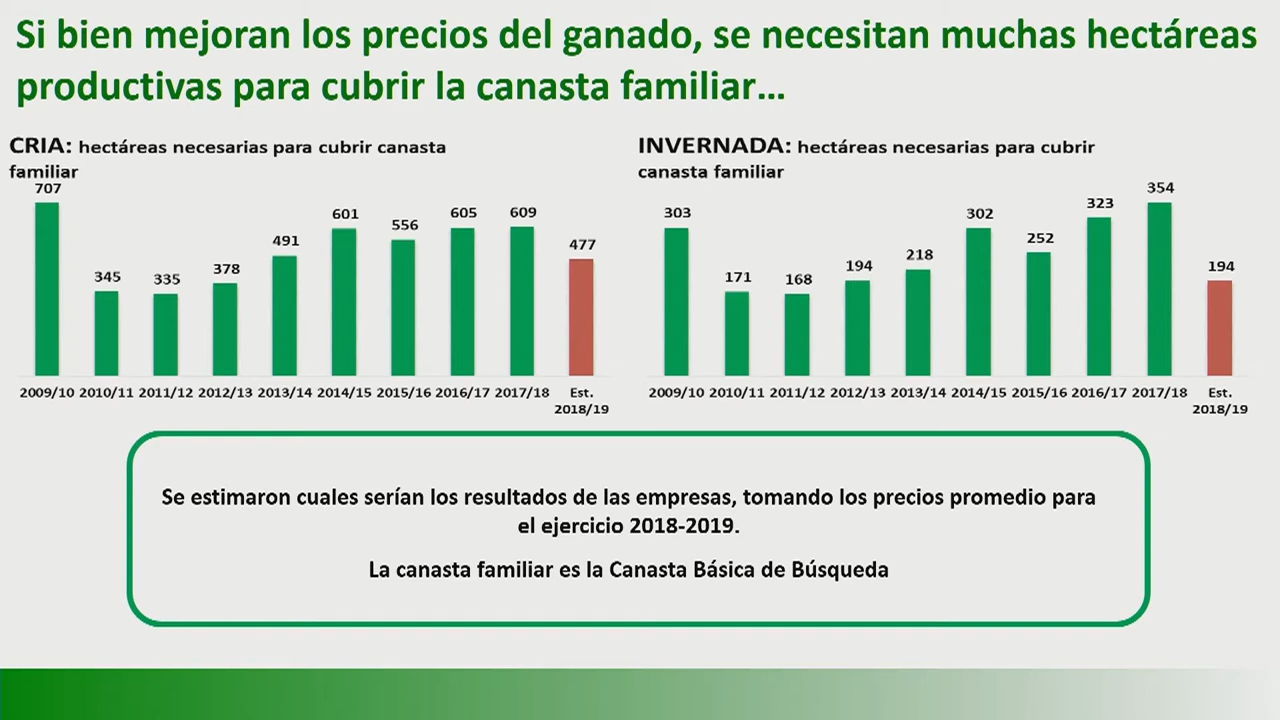 Si bien mejoran los precios del ganado, se necesitan muchas hectáreas
productivas para cubrir la canasta familiar...
CRIA: hectáreas necesarias para cubrir canasta
familiar
707
345
335
378
491
601
556
605
609
477
2009/10 2010/11 2011/12 2012/13 2013/14 2014/15 2015/16 2016/17 2017/18 Est.
2018/19
INVERNADA: hectáreas necesarias para cubrir
canasta familiar
303
171
168
194
218
302
252
323
354
194
2009/10 2010/11 2011/12 2012/13 2013/14 2014/15 2015/16 2016/17 2017/18 Est.
2018/19
Se estimaron cuales serían los resultados de las empresas, tomando los precios promedio para
el ejercicio 2018-2019.
La canasta familiar es la Canasta Básica de Búsqueda